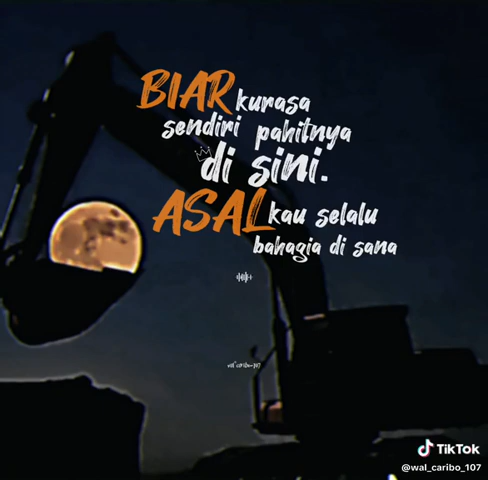 BIAR kurasa
sendiri pahitnya
di sini.
ASAL kau selalu
bahagia di sana
TikTok
@wal_caribo_107